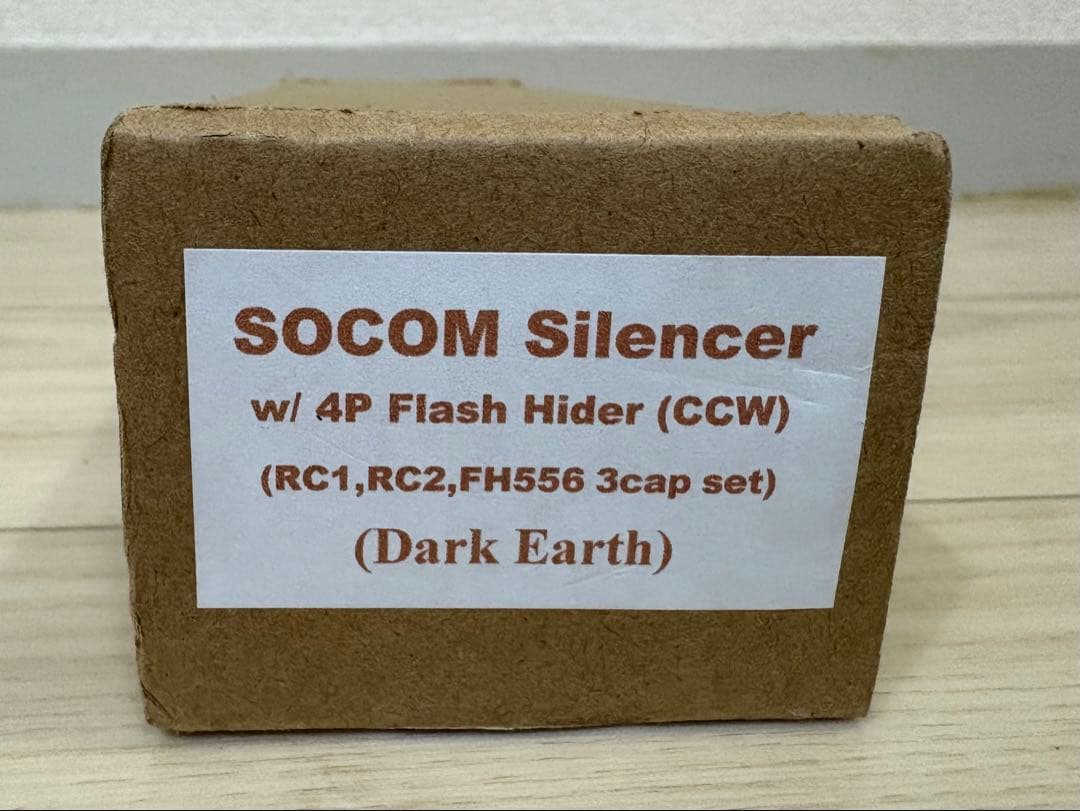 SOCOM Silencer
w/ 4P Flash Hider (CCW)
(RC1,RC2,FH556 3cap set)
(Dark Earth)